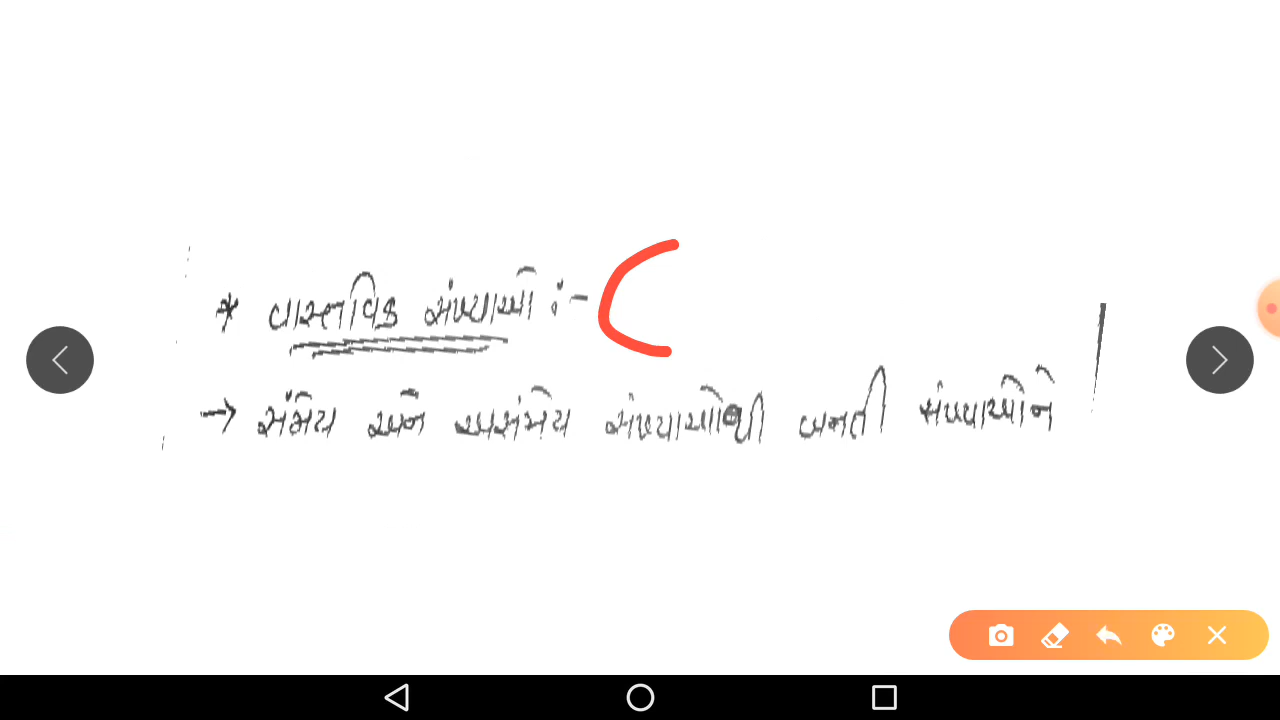 * વાસ્તવિક સંખ્યાઓ :-
→ સંમેય અને અસંમેય સંખ્યાઓથી બનતી સંખ્યાઓને